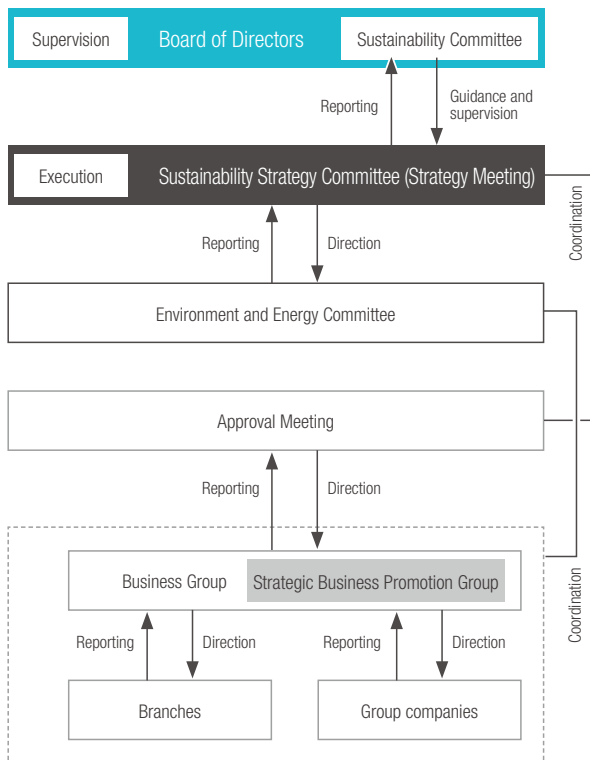 Supervision
Board of Directors
Sustainability Committee
Reporting
Guidance and
supervision
Execution
Sustainability Strategy Committee (Strategy Meeting)
Coordination
Reporting
Direction
Environment and Energy Committee
Approval Meeting
Reporting
Direction
Business Group
Strategic Business Promotion Group
Coordination
Reporting
Direction
Reporting
Direction
Branches
Group companies